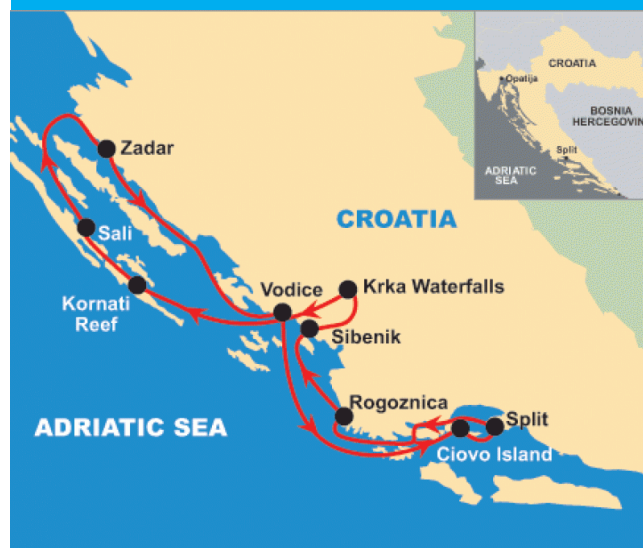 CROATIA
Opatija
BOSNIA
HERCEGOVIN
Split
ADRIATIC
SEA
Zadar
CROATIA
Sali
Krka Waterfalls
Vodice
Kornati
Reef
Sibenik
Rogoznica
ADRIATIC SEA
Split
Ciovo Island